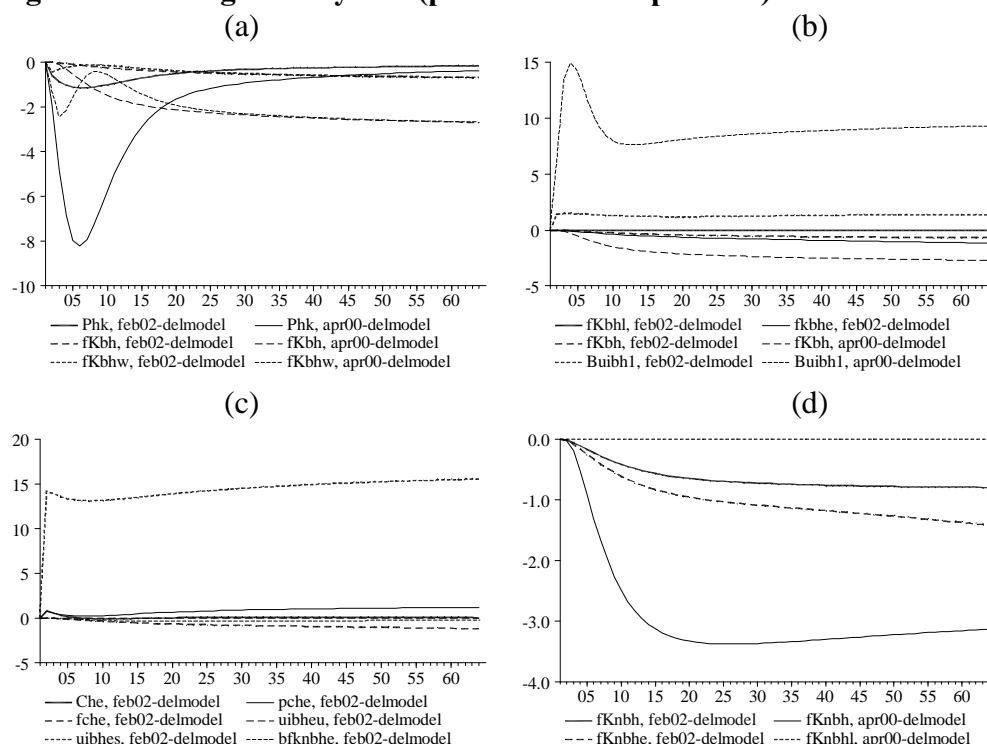 (a)
(b)
0
-2
-4
-6
-8
-10
05 10 15 20 25 30 35 40 45 50 55 60
Phk, feb02-delmodel
Phk, apr00-delmodel
fKbh, feb02-delmodel
fKbh, apr00-delmodel
fKbhw, feb02-delmodel
fKbhw, apr00-delmodel
15
10
5
0
-5
05 10 15 20 25 30 35 40 45 50 55 60
fKbhl, feb02-delmodel
fkbhe, feb02-delmodel
fKbh, feb02-delmodel
fKbh, apr00-delmodel
Buibh1, feb02-delmodel
Buibh1, apr00-delmodel
(c)
(d)
20
15
10
5
0
-5
05 10 15 20 25 30 35 40 45 50 55 60
Che, feb02-delmodel
pche, feb02-delmodel
fche, feb02-delmodel
uibheu, feb02-delmodel
uibhes, feb02-delmodel
bfknbhe, feb02-delmodel
0.0
-1.0
-2.0
-3.0
-4.0
05 10 15 20 25 30 35 40 45 50 55 60
fKnbh, feb02-delmodel
fKnbh, apr00-delmodel
fKnbhe, feb02-delmodel
fKnbhl, apr00-delmodel